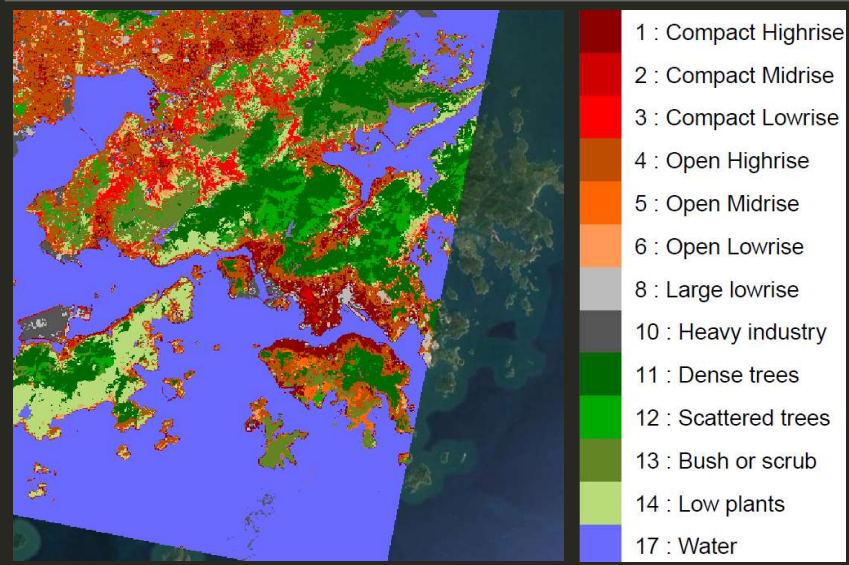 1 : Compact Highrise
2 : Compact Midrise
3 : Compact Lowrise
4 : Open Highrise
5 : Open Midrise
6 : Open Lowrise
8 : Large lowrise
10 : Heavy industry
11 : Dense trees
12 : Scattered trees
13 : Bush or scrub
14 : Low plants
17 : Water